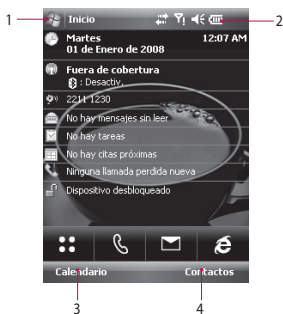 1
Inicio
2
Martes
12:07 AM
01 de Enero de 2008
Fuera de cobertura
: Desactiv.
2211 1230
No hay mensajes sin leer
No hay tareas
No hay citas próximas
Ninguna llamada perdida nueva
Dispositivo desbloqueado
Calendario
Contactos
3
4